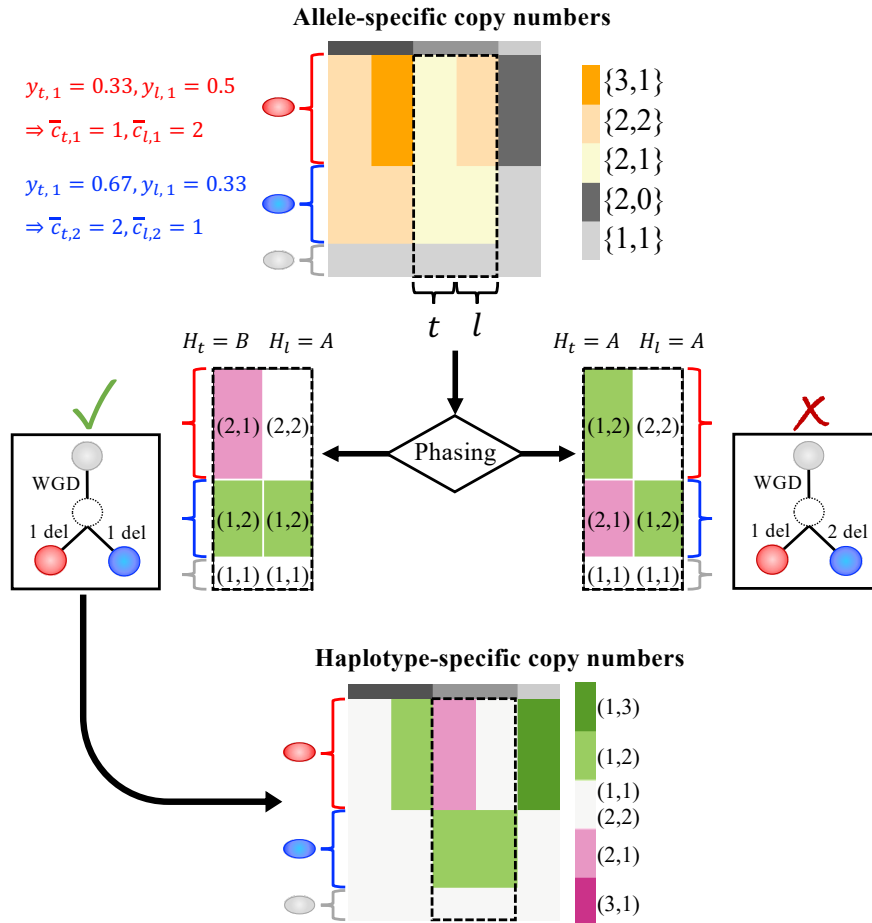 Allele-specific copy numbers
y_{t,1} = 0.33, y_{l,1} = 0.5
⇒ c̅_{t,1} = 1, c̅_{l,1} = 2
y_{t,1} = 0.67, y_{l,1} = 0.33
⇒ c̅_{t,2} = 2, c̅_{l,2} = 1
{3,1}
{2,2}
{2,1}
{2,0}
{1,1}
t l
H_t = B H_l = A
(2,1) (2,2)
(1,2) (1,2)
(1,1) (1,1)
✓
WGD
1 del 1 del
Phasing
H_t = A H_l = A
(1,2) (2,2)
(2,1) (1,2)
(1,1) (1,1)
✗
WGD
1 del 2 del
Haplotype-specific copy numbers
(1,3)
(1,2)
(1,1)
(2,2)
(2,1)
(3,1)